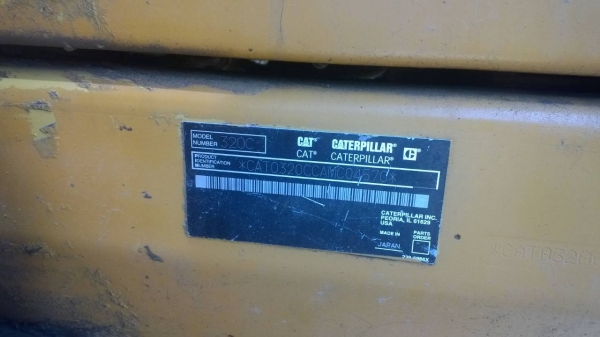 MODEL NUMBER 320C
CAT® CATERPILLAR®
CAT® CATERPILLAR®
PRODUCT IDENTIFICATION NUMBER
CATERPILLAR INC.
PEORIA, IL 61629
USA
MADE IN
JAPAN
PARTS ORDER